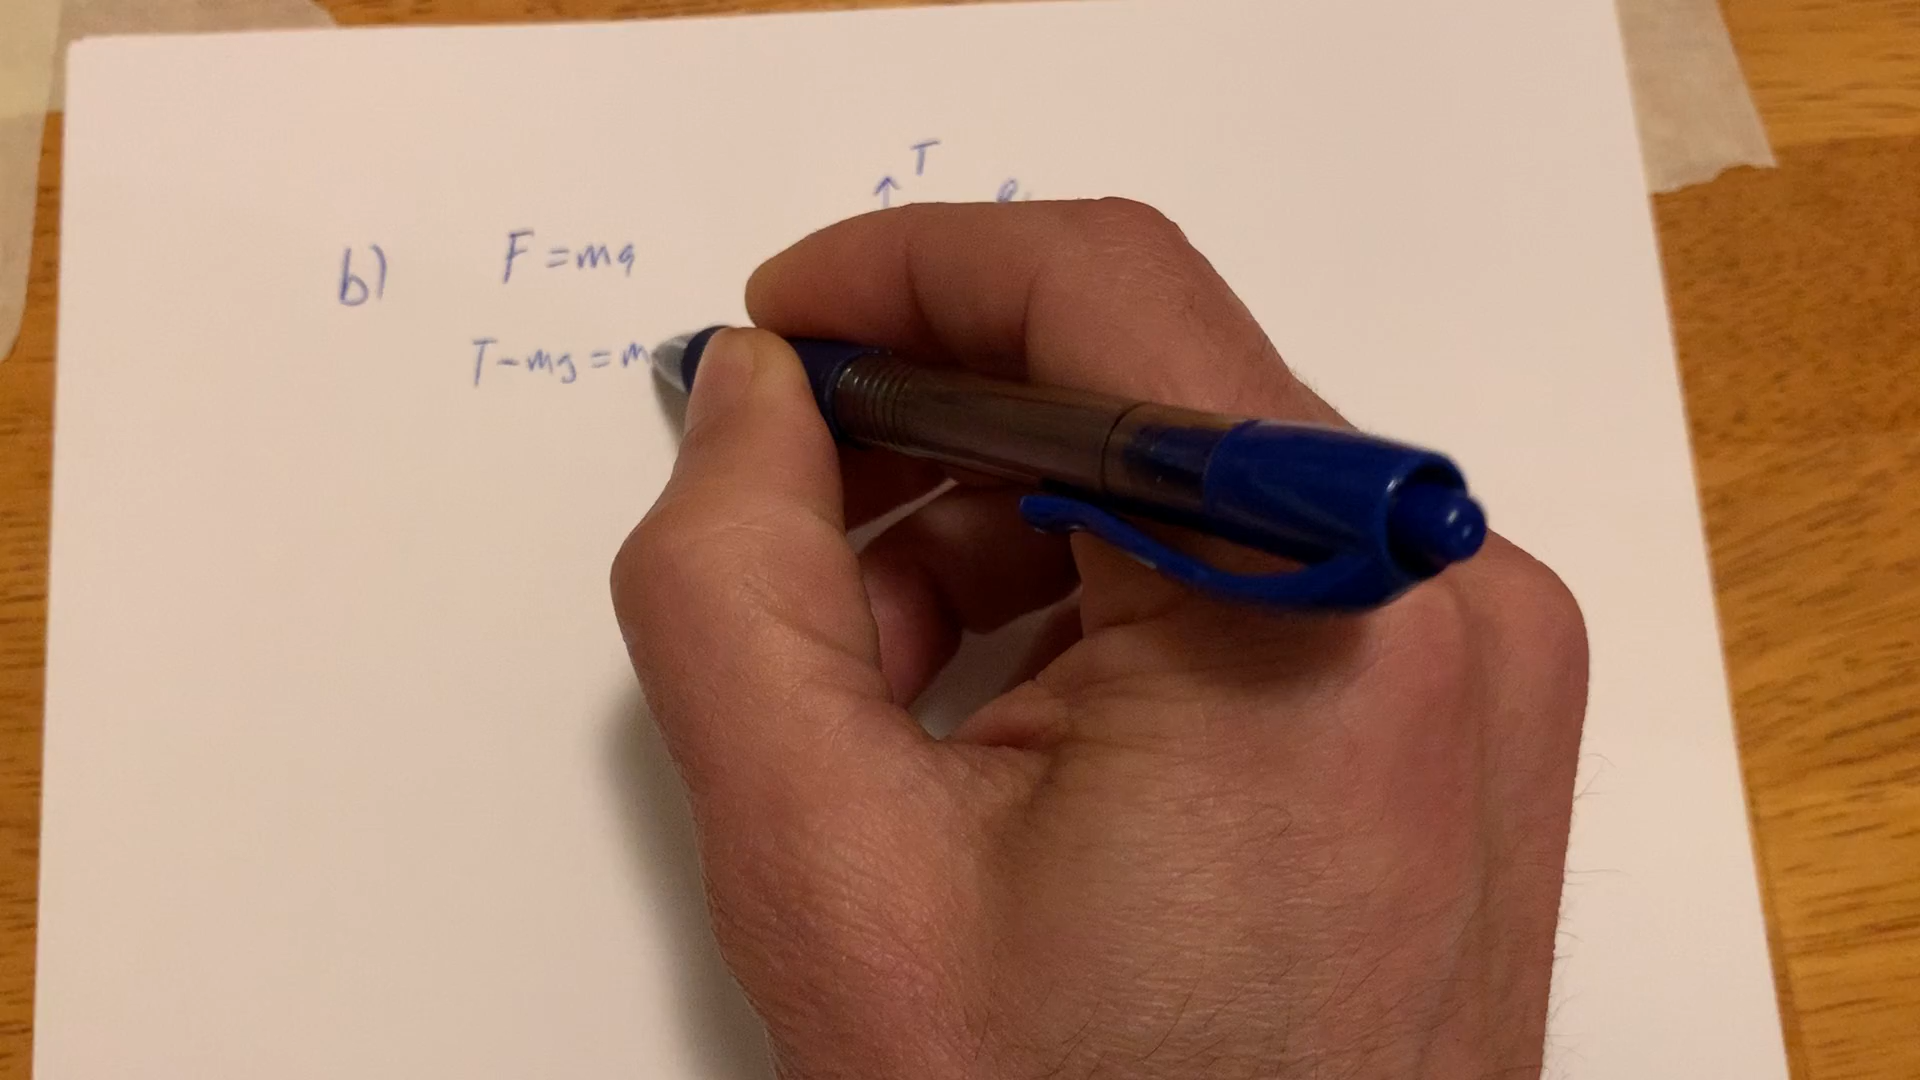 T
b) F = ma
T - mg = m